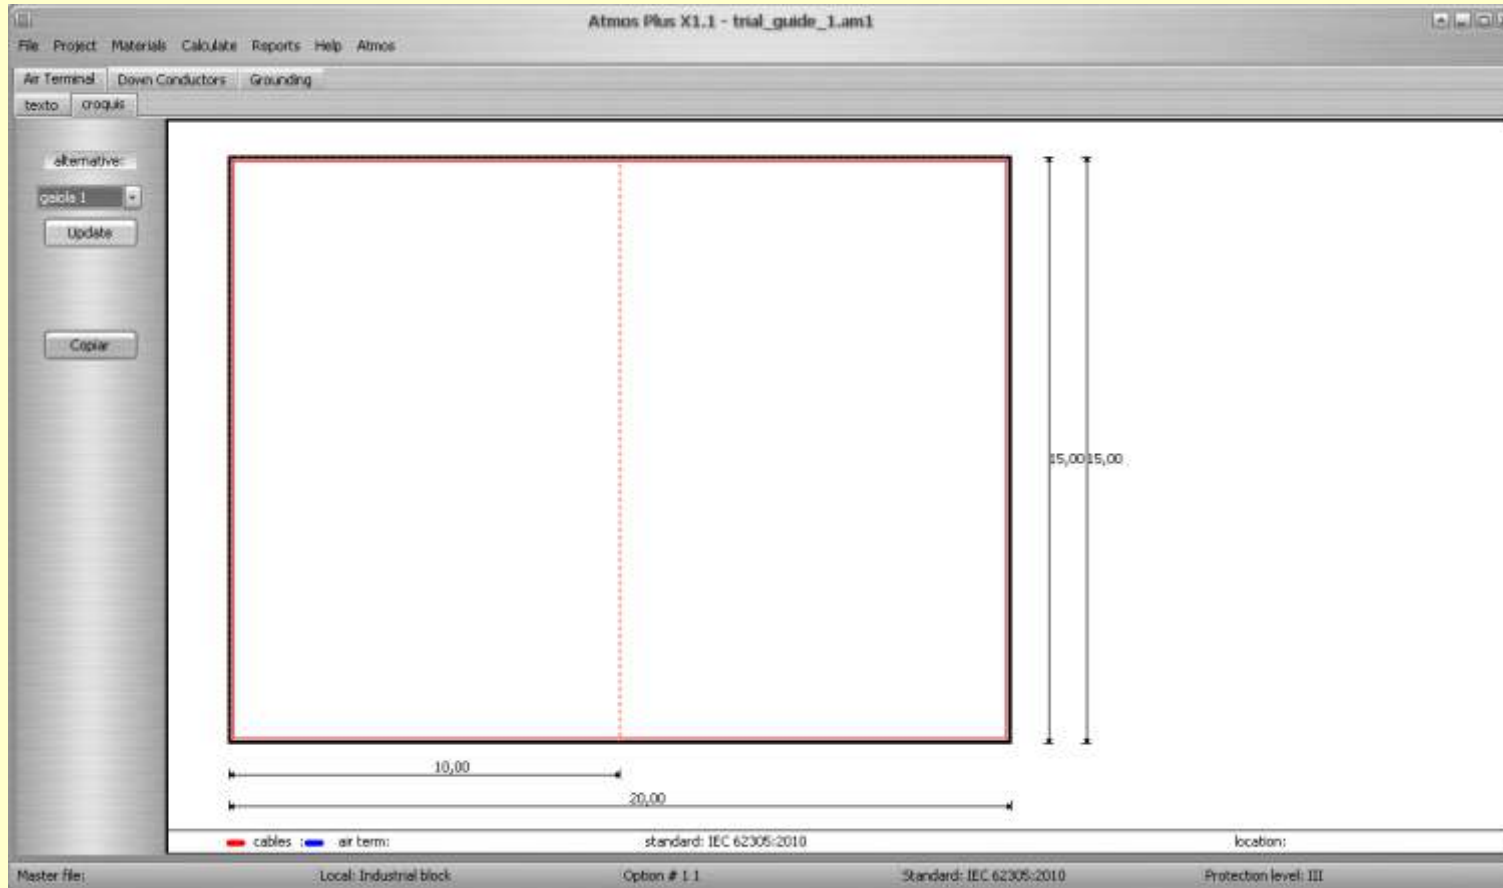 Atmos Plus X1.1 - trial_guide_1.am1
File Project Materials Calculate Reports Help Atmos
Air Terminal Down Conductors Grounding
texto croquis
alternative:
gaiola 1
Update
Copiar
15,00 15,00
10,00
20,00
cables : air term: standard: IEC 62305:2010 location:
Master file: Local: Industrial block Option # 1 1 Standard: IEC 62305:2010 Protection level: III